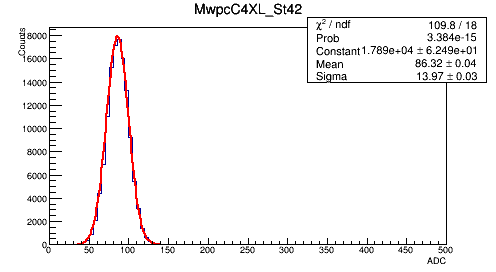 MwpcC4XL_St42
χ² / ndf 109.8 / 18
Prob 3.384e-15
Constant 1.789e+04 ± 6.249e+01
Mean 86.32 ± 0.04
Sigma 13.97 ± 0.03
Counts
18000
16000
14000
12000
10000
8000
6000
4000
2000
0
0 50 100 150 200 250 300 350 400 450 500
ADC